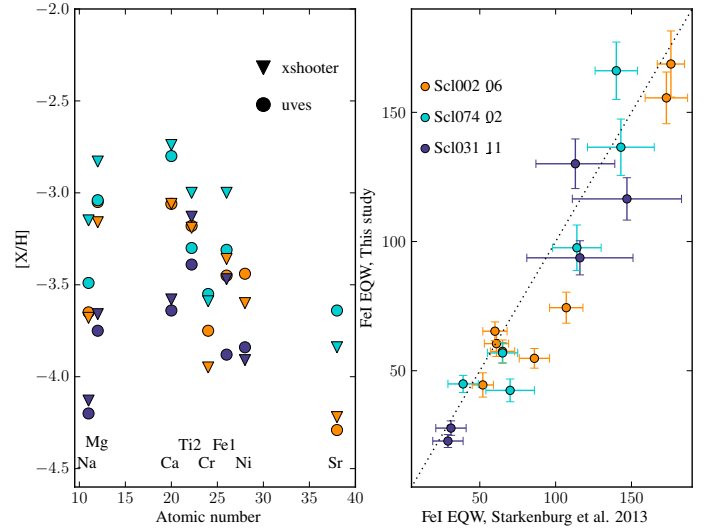 −2.0
−2.5
−3.0
−3.5
−4.0
−4.5
[X/H]
xshooter
uves
Mg
Na
Ti2
Fe1
Ca
Cr
Ni
Sr
10
15
20
25
30
35
40
Atomic number
FeI EQW, This study
150
100
50
Scl002_06
Scl074_02
Scl031_11
50
100
150
FeI EQW, Starkenburg et al. 2013